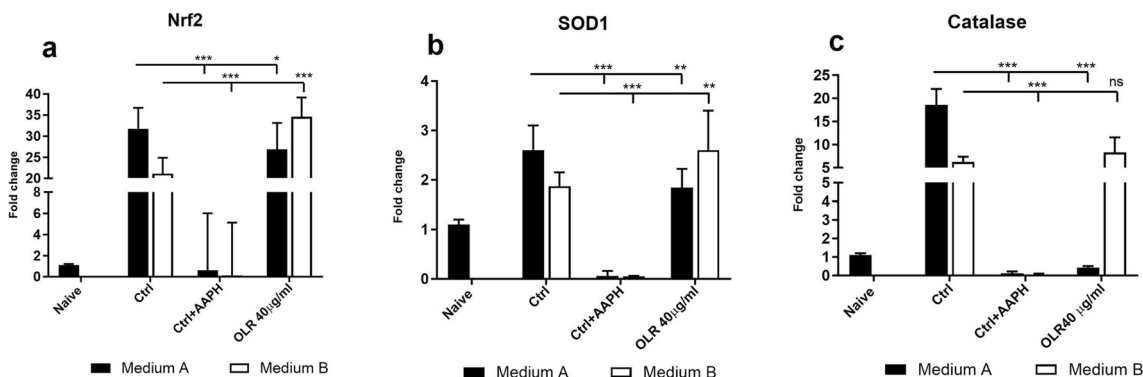 Nrf2
a
***
*
***
***
Fold change
40
35
30
25
20
8
6
4
2
0
Naive
Ctrl
Ctrl+AAPH
OLR 40µg/ml
Medium A
Medium B
SOD1
b
***
**
***
**
Fold change
4
3
2
1
0
Naive
Ctrl
Ctrl+AAPH
OLR 40µg/ml
Medium A
Medium B
Catalase
c
***
***
***
ns
Fold change
25
20
15
10
5
5
4
3
2
1
0
Naive
Ctrl
Ctrl+AAPH
OLR40 µg/ml
Medium A
Medium B